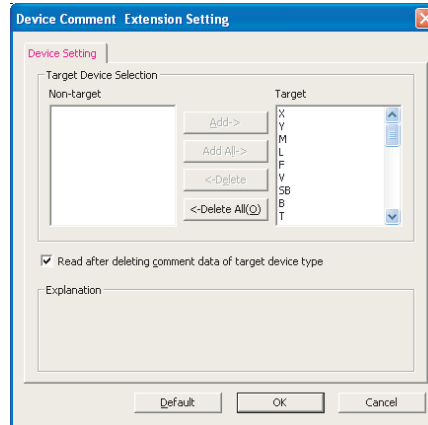 Device Comment Extension Setting
Device Setting
Target Device Selection
Non-target
Target
Add->
Add All->
<-Delete
<-Delete All(O)
X
Y
M
L
F
V
SB
B
T
Read after deleting comment data of target device type
Explanation
Default
OK
Cancel